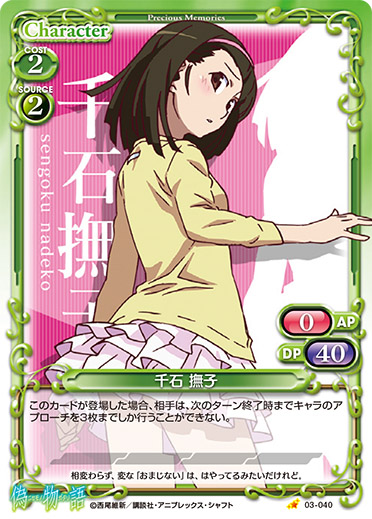 Precious Memories
Character
COST
2
SOURCE
2
千石撫子
sengoku nadeko
0 AP
DP 40
千石 撫子
このカードが登場した場合、相手は、次のターン終了時までキャラのア
プローチを3枚までしか行うことができない。
相変わらず、変な「おまじない」は、はやってるみたいだけれど。
偽物語
©西尾維新／講談社・アニプレックス・シャフト
03-040